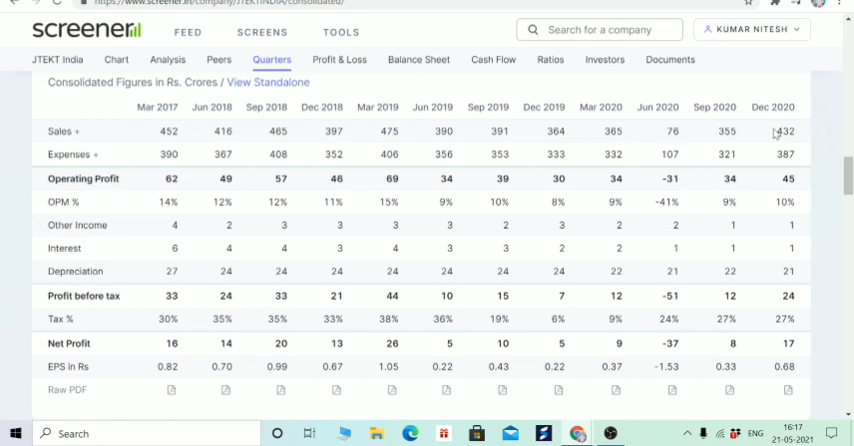 https://www.screener.in/company/JTEKTINDIA/consolidated/
screener
FEED SCREENS TOOLS
Search for a company
KUMAR NITESH
JTEKT India Chart Analysis Peers Quarters Profit & Loss Balance Sheet Cash Flow Ratios Investors Documents
Consolidated Figures in Rs. Crores / View Standalone
Mar 2017 Jun 2018 Sep 2018 Dec 2018 Mar 2019 Jun 2019 Sep 2019 Dec 2019 Mar 2020 Jun 2020 Sep 2020 Dec 2020
Sales + 452 416 465 397 475 390 391 364 365 76 355 432
Expenses + 390 367 408 352 406 356 353 333 332 107 321 387
Operating Profit 62 49 57 46 69 34 39 30 34 -31 34 45
OPM % 14% 12% 12% 11% 15% 9% 10% 8% 9% -41% 9% 10%
Other Income 4 2 3 3 3 3 2 3 2 2 1 1
Interest 6 4 4 3 4 3 3 2 2 1 1 1
Depreciation 27 24 24 24 24 24 24 24 22 21 22 21
Profit before tax 33 24 33 21 44 10 15 7 12 -51 12 24
Tax % 30% 35% 35% 33% 38% 36% 19% 6% 9% 24% 27% 27%
Net Profit 16 14 20 13 26 5 10 5 9 -37 8 17
EPS in Rs 0.82 0.70 0.99 0.67 1.05 0.22 0.43 0.22 0.37 -1.53 0.33 0.68
Raw PDF
Search
ENG
16:17
21-05-2021